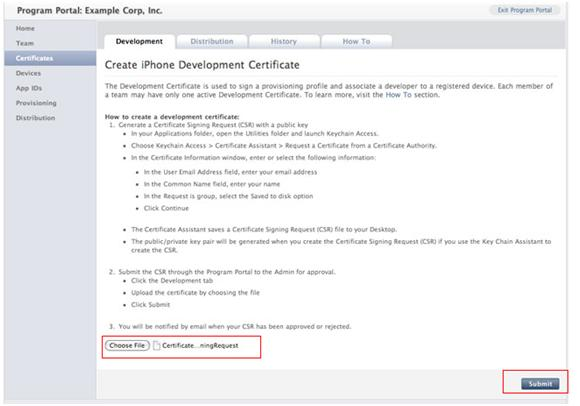 Program Portal: Example Corp, Inc.
Exit Program Portal
Home
Team
Certificates
Devices
App IDs
Provisioning
Distribution
Development
Distribution
History
How To
Create iPhone Development Certificate
The Development Certificate is used to sign a provisioning profile and associate a developer to a registered device. Each member of
a team may have only one active Development Certificate. To learn more, visit the How To section.
How to create a development certificate:
1. Generate a Certificate Signing Request (CSR) with a public key
• In your Applications folder, open the Utilities folder and launch Keychain Access.
• Choose Keychain Access > Certificate Assistant > Request a Certificate from a Certificate Authority.
• In the Certificate Information window, enter or select the following information:
• In the User Email Address field, enter your email address
• In the Common Name field, enter your name
• In the Request is group, select the Saved to disk option
• Click Continue
• The Certificate Assistant saves a Certificate Signing Request (CSR) file to your Desktop.
• The public/private key pair will be generated when you create the Certificate Signing Request (CSR) if you use the Key Chain Assistant to
create the CSR.
2. Submit the CSR through the Program Portal to the Admin for approval.
• Click the Development tab
• Upload the certificate by choosing the file
• Click Submit
3. You will be notified by email when your CSR has been approved or rejected.
Choose File Certificate...ningRequest
Submit